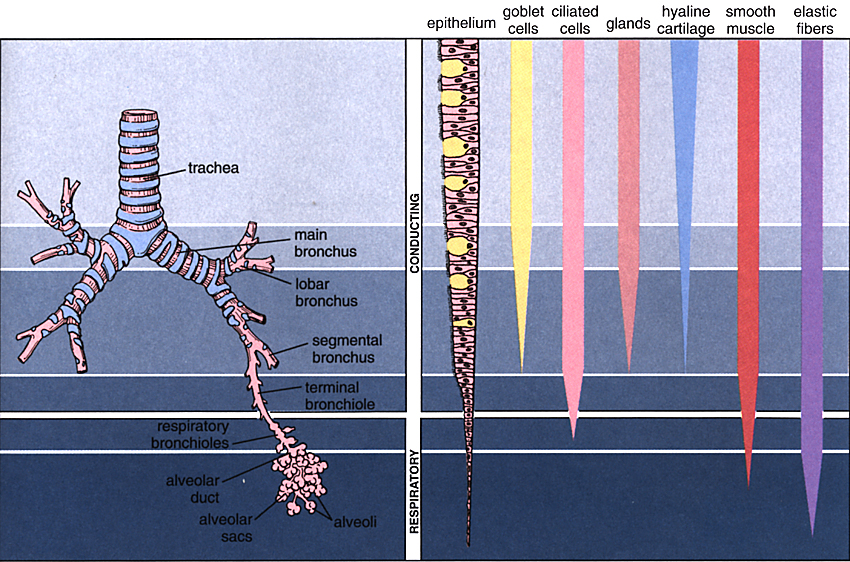 epithelium
goblet
cells
ciliated
cells
glands
hyaline
cartilage
smooth
muscle
elastic
fibers
trachea
main
bronchus
lobar
bronchus
segmental
bronchus
terminal
bronchiole
respiratory
bronchioles
alveolar
duct
alveolar
sacs
alveoli
CONDUCTING
RESPIRATORY